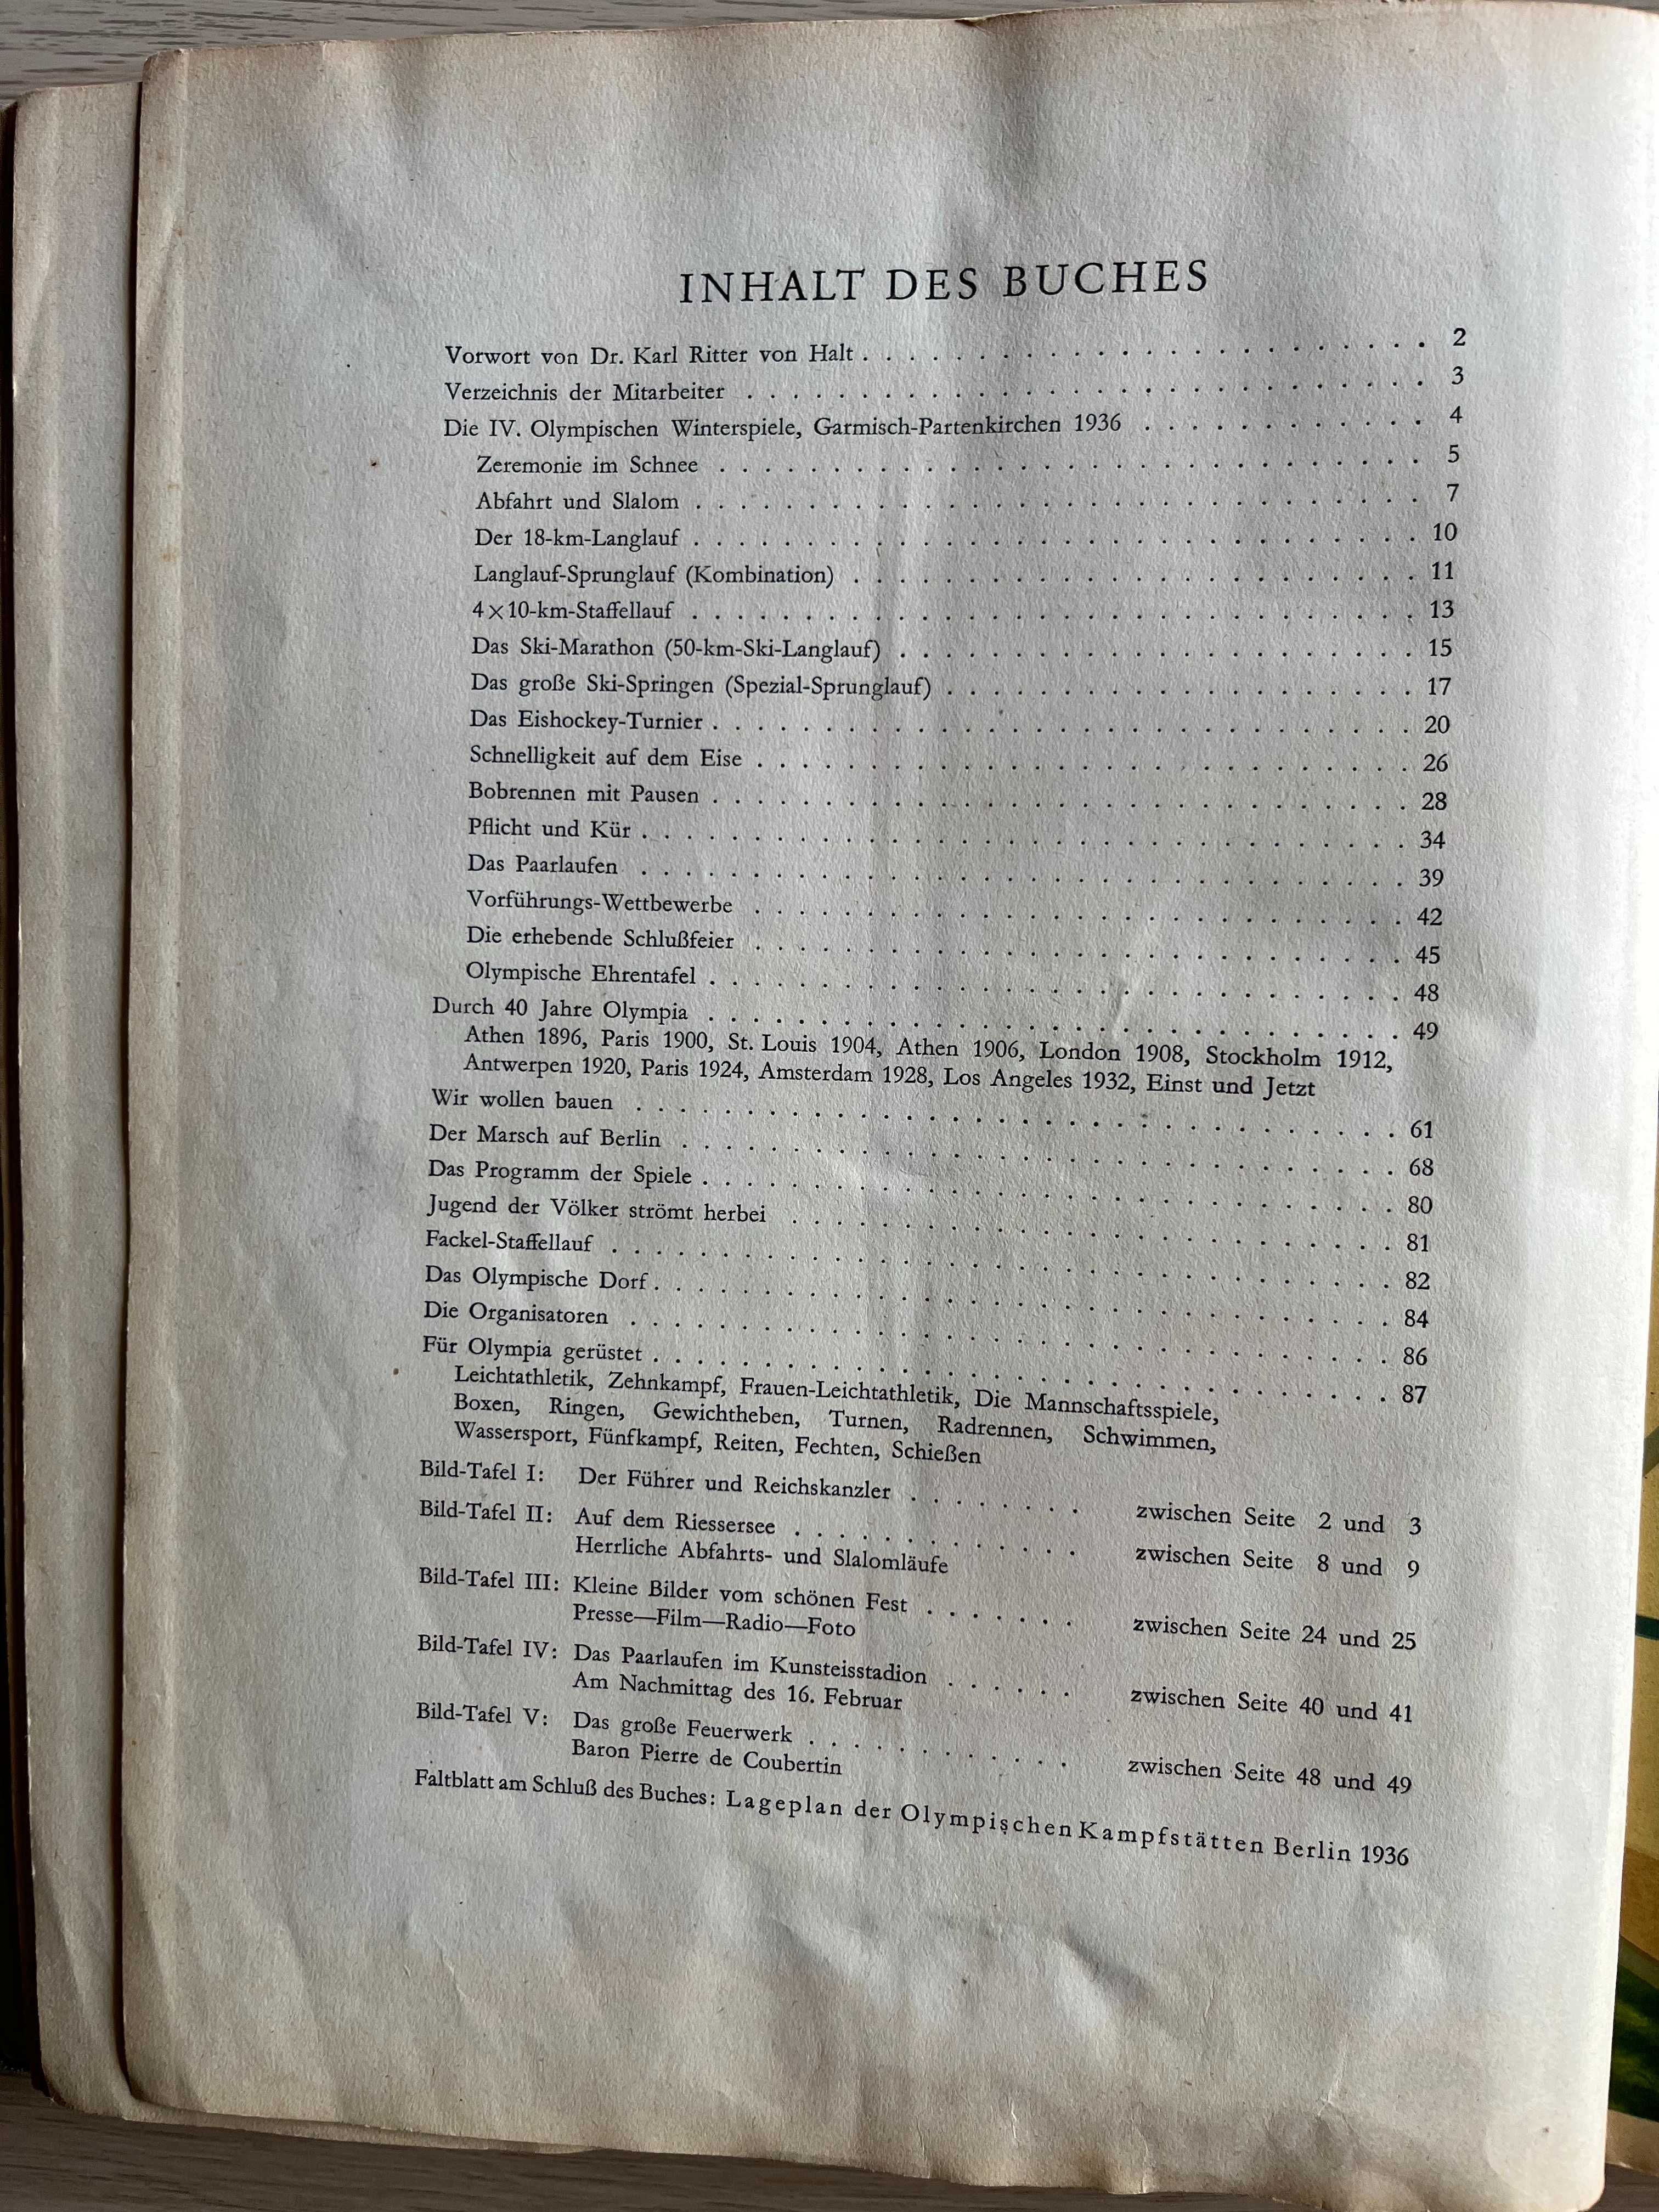 INHALT DES BUCHES
Vorwort von Dr. Karl Ritter von Halt . . . . . . . . . . . . . . . . . . . . . . . . . 2
Verzeichnis der Mitarbeiter . . . . . . . . . . . . . . . . . . . . . . . . . . . . . . 3
Die IV. Olympischen Winterspiele, Garmisch-Partenkirchen 1936 . . . . . . . . . . . . . 4
Zeremonie im Schnee . . . . . . . . . . . . . . . . . . . . . . . . . . . . . . . 5
Abfahrt und Slalom . . . . . . . . . . . . . . . . . . . . . . . . . . . . . . . . 7
Der 18-km-Langlauf . . . . . . . . . . . . . . . . . . . . . . . . . . . . . . . . 10
Langlauf-Sprunglauf (Kombination) . . . . . . . . . . . . . . . . . . . . . . . . . 11
4×10-km-Staffellauf . . . . . . . . . . . . . . . . . . . . . . . . . . . . . . . . 13
Das Ski-Marathon (50-km-Ski-Langlauf) . . . . . . . . . . . . . . . . . . . . . . . 15
Das große Ski-Springen (Spezial-Sprunglauf) . . . . . . . . . . . . . . . . . . . . . 17
Das Eishockey-Turnier . . . . . . . . . . . . . . . . . . . . . . . . . . . . . . . 20
Schnelligkeit auf dem Eise . . . . . . . . . . . . . . . . . . . . . . . . . . . . . 26
Bobrennen mit Pausen . . . . . . . . . . . . . . . . . . . . . . . . . . . . . . . 28
Pflicht und Kür . . . . . . . . . . . . . . . . . . . . . . . . . . . . . . . . . . 34
Das Paarlaufen . . . . . . . . . . . . . . . . . . . . . . . . . . . . . . . . . . 39
Vorführungs-Wettbewerbe . . . . . . . . . . . . . . . . . . . . . . . . . . . . . 42
Die erhebende Schlußfeier . . . . . . . . . . . . . . . . . . . . . . . . . . . . . 45
Olympische Ehrentafel . . . . . . . . . . . . . . . . . . . . . . . . . . . . . . . 48
Durch 40 Jahre Olympia . . . . . . . . . . . . . . . . . . . . . . . . . . . . . . . 49
Athen 1896, Paris 1900, St. Louis 1904, Athen 1906, London 1908, Stockholm 1912,
Antwerpen 1920, Paris 1924, Amsterdam 1928, Los Angeles 1932, Einst und Jetzt
Wir wollen bauen . . . . . . . . . . . . . . . . . . . . . . . . . . . . . . . . . . 61
Der Marsch auf Berlin . . . . . . . . . . . . . . . . . . . . . . . . . . . . . . . . 68
Das Programm der Spiele . . . . . . . . . . . . . . . . . . . . . . . . . . . . . . . 80
Jugend der Völker strömt herbei . . . . . . . . . . . . . . . . . . . . . . . . . . . 81
Fackel-Staffellauf . . . . . . . . . . . . . . . . . . . . . . . . . . . . . . . . . . 82
Das Olympische Dorf . . . . . . . . . . . . . . . . . . . . . . . . . . . . . . . . . 84
Die Organisatoren . . . . . . . . . . . . . . . . . . . . . . . . . . . . . . . . . . 86
Für Olympia gerüstet . . . . . . . . . . . . . . . . . . . . . . . . . . . . . . . . . 87
Leichtathletik, Zehnkampf, Frauen-Leichtathletik, Die Mannschaftsspiele,
Boxen, Ringen, Gewichtheben, Turnen, Radrennen, Schwimmen,
Wassersport, Fünfkampf, Reiten, Fechten, Schießen
Bild-Tafel I: Der Führer und Reichskanzler . . . . . . . . zwischen Seite 2 und 3
Bild-Tafel II: Auf dem Riessersee . . . . . . . . . . . . . zwischen Seite 8 und 9
Herrliche Abfahrts- und Slalomläufe
Bild-Tafel III: Kleine Bilder vom schönen Fest . . . . . . . zwischen Seite 24 und 25
Presse—Film—Radio—Foto
Bild-Tafel IV: Das Paarlaufen im Kunsteisstadion . . . . . . zwischen Seite 40 und 41
Am Nachmittag des 16. Februar
Bild-Tafel V: Das große Feuerwerk . . . . . . . . . . . . zwischen Seite 48 und 49
Baron Pierre de Coubertin
Faltblatt am Schluß des Buches: Lageplan der Olympischen Kampfstätten Berlin 1936